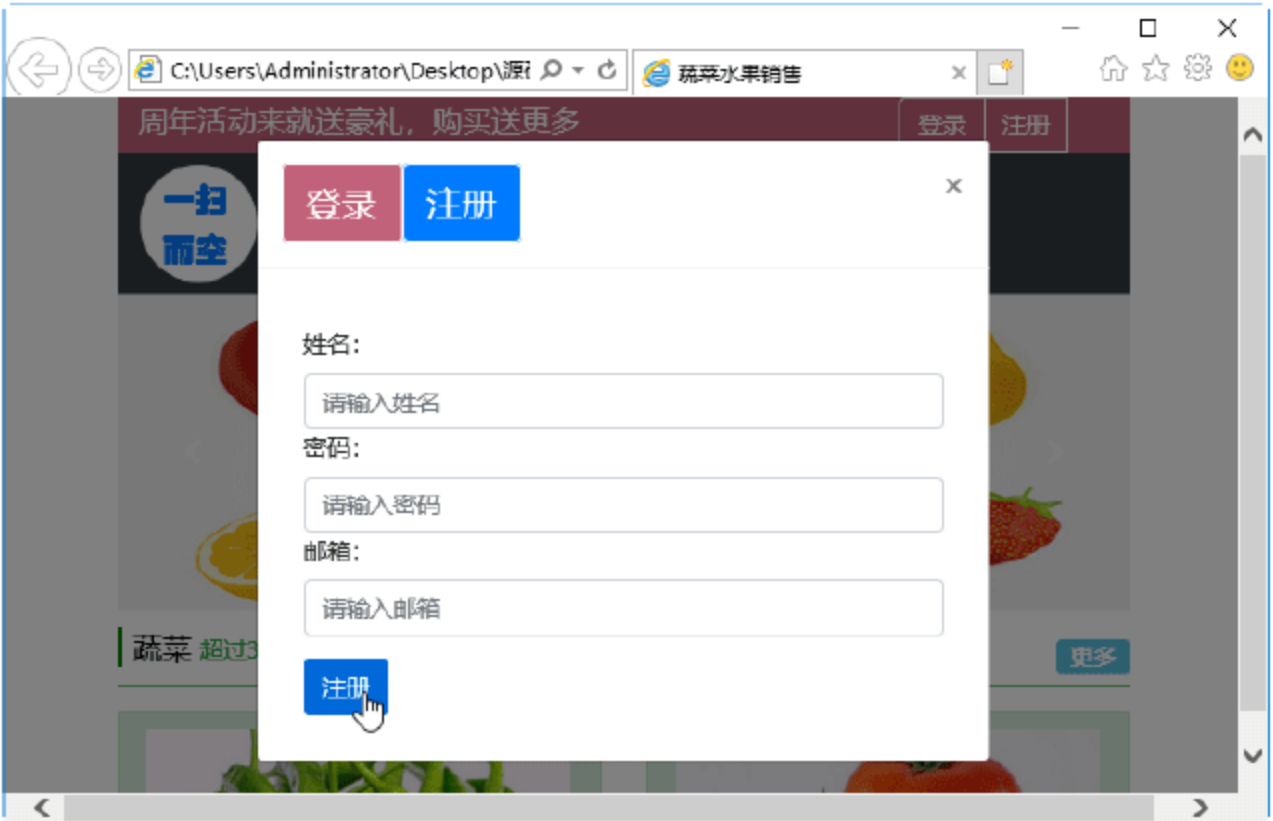 C:\Users\Administrator\Desktop\源
蔬菜水果销售
周年活动来就送豪礼，购买送更多
登录 注册
一扫
而空
登录 注册
×
姓名：
请输入姓名
密码：
请输入密码
邮箱：
请输入邮箱
注册
蔬菜 超过3
更多